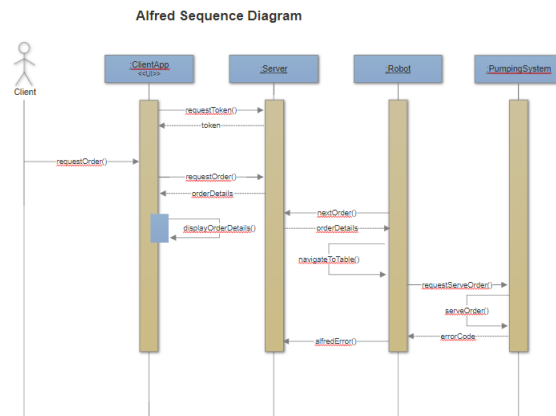 Alfred Sequence Diagram
:ClientApp
<<UI>>
:Server
:Robot
:PumpingSystem
Client
requestToken()
token
requestOrder()
requestOrder()
orderDetails
nextOrder()
displayOrderDetails()
orderDetails
navigateToTable()
requestServeOrder()
serveOrder()
errorCode
alfredError()